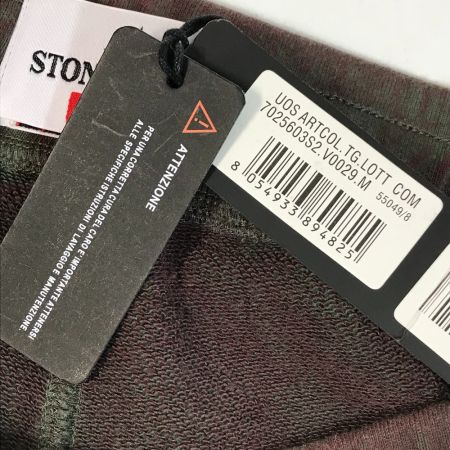 STON
ATTENZIONE
PER UNA CORRETTA CURA DEL CAPO E' IMPORTANTE ATTENERSI
ALLE SPECIFICHE ISTRUZIONI DI LAVAGGIO E MANUTENZIONE.
UOS ARTCOL.TG.LOTT COM
702560352.V0029.M 55049/8
8 054933 894825